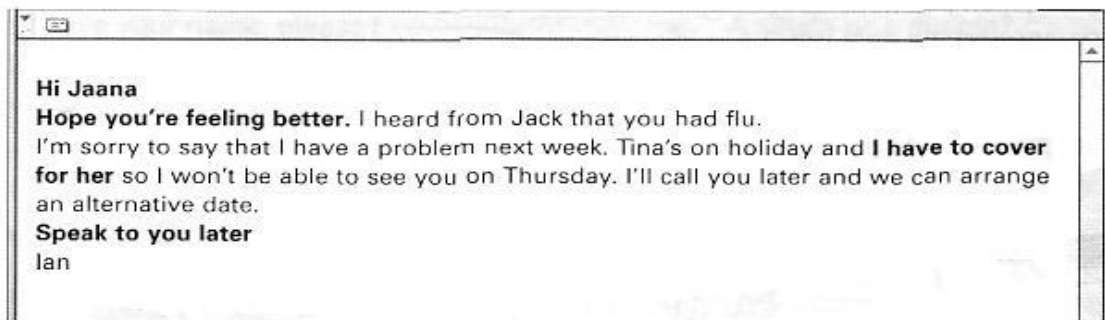 Hi Jaana
Hope you're feeling better. I heard from Jack that you had flu.
I'm sorry to say that I have a problem next week. Tina's on holiday and I have to cover
for her so I won't be able to see you on Thursday. I'll call you later and we can arrange
an alternative date.
Speak to you later
Ian